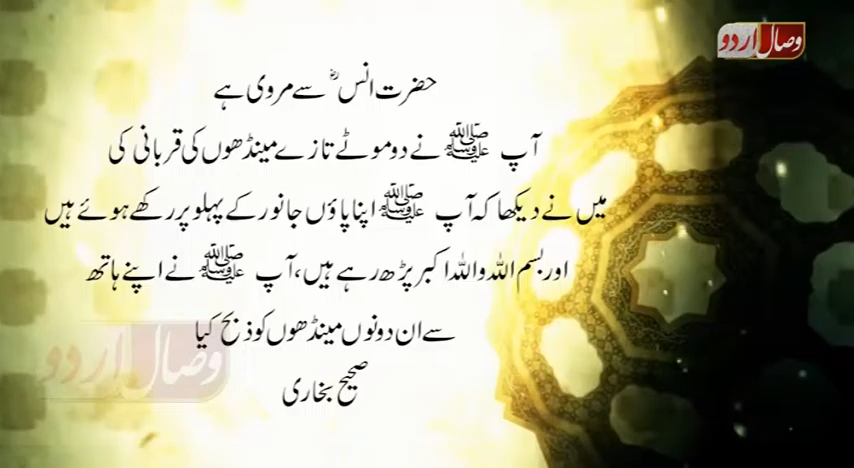 وصال اردو
حضرت انسؓ سے مروی ہے
آپ ﷺ نے دو موٹے تازے مینڈھوں کی قربانی کی
میں نے دیکھا کہ آپ ﷺ اپنا پاؤں جانور کے پہلو پر رکھے ہوئے ہیں
اور بسم اللہ واللہ اکبر پڑھ رہے ہیں، آپ ﷺ نے اپنے ہاتھ
سے ان دونوں مینڈھوں کو ذبح کیا
وصال اردو
صحیح بخاری